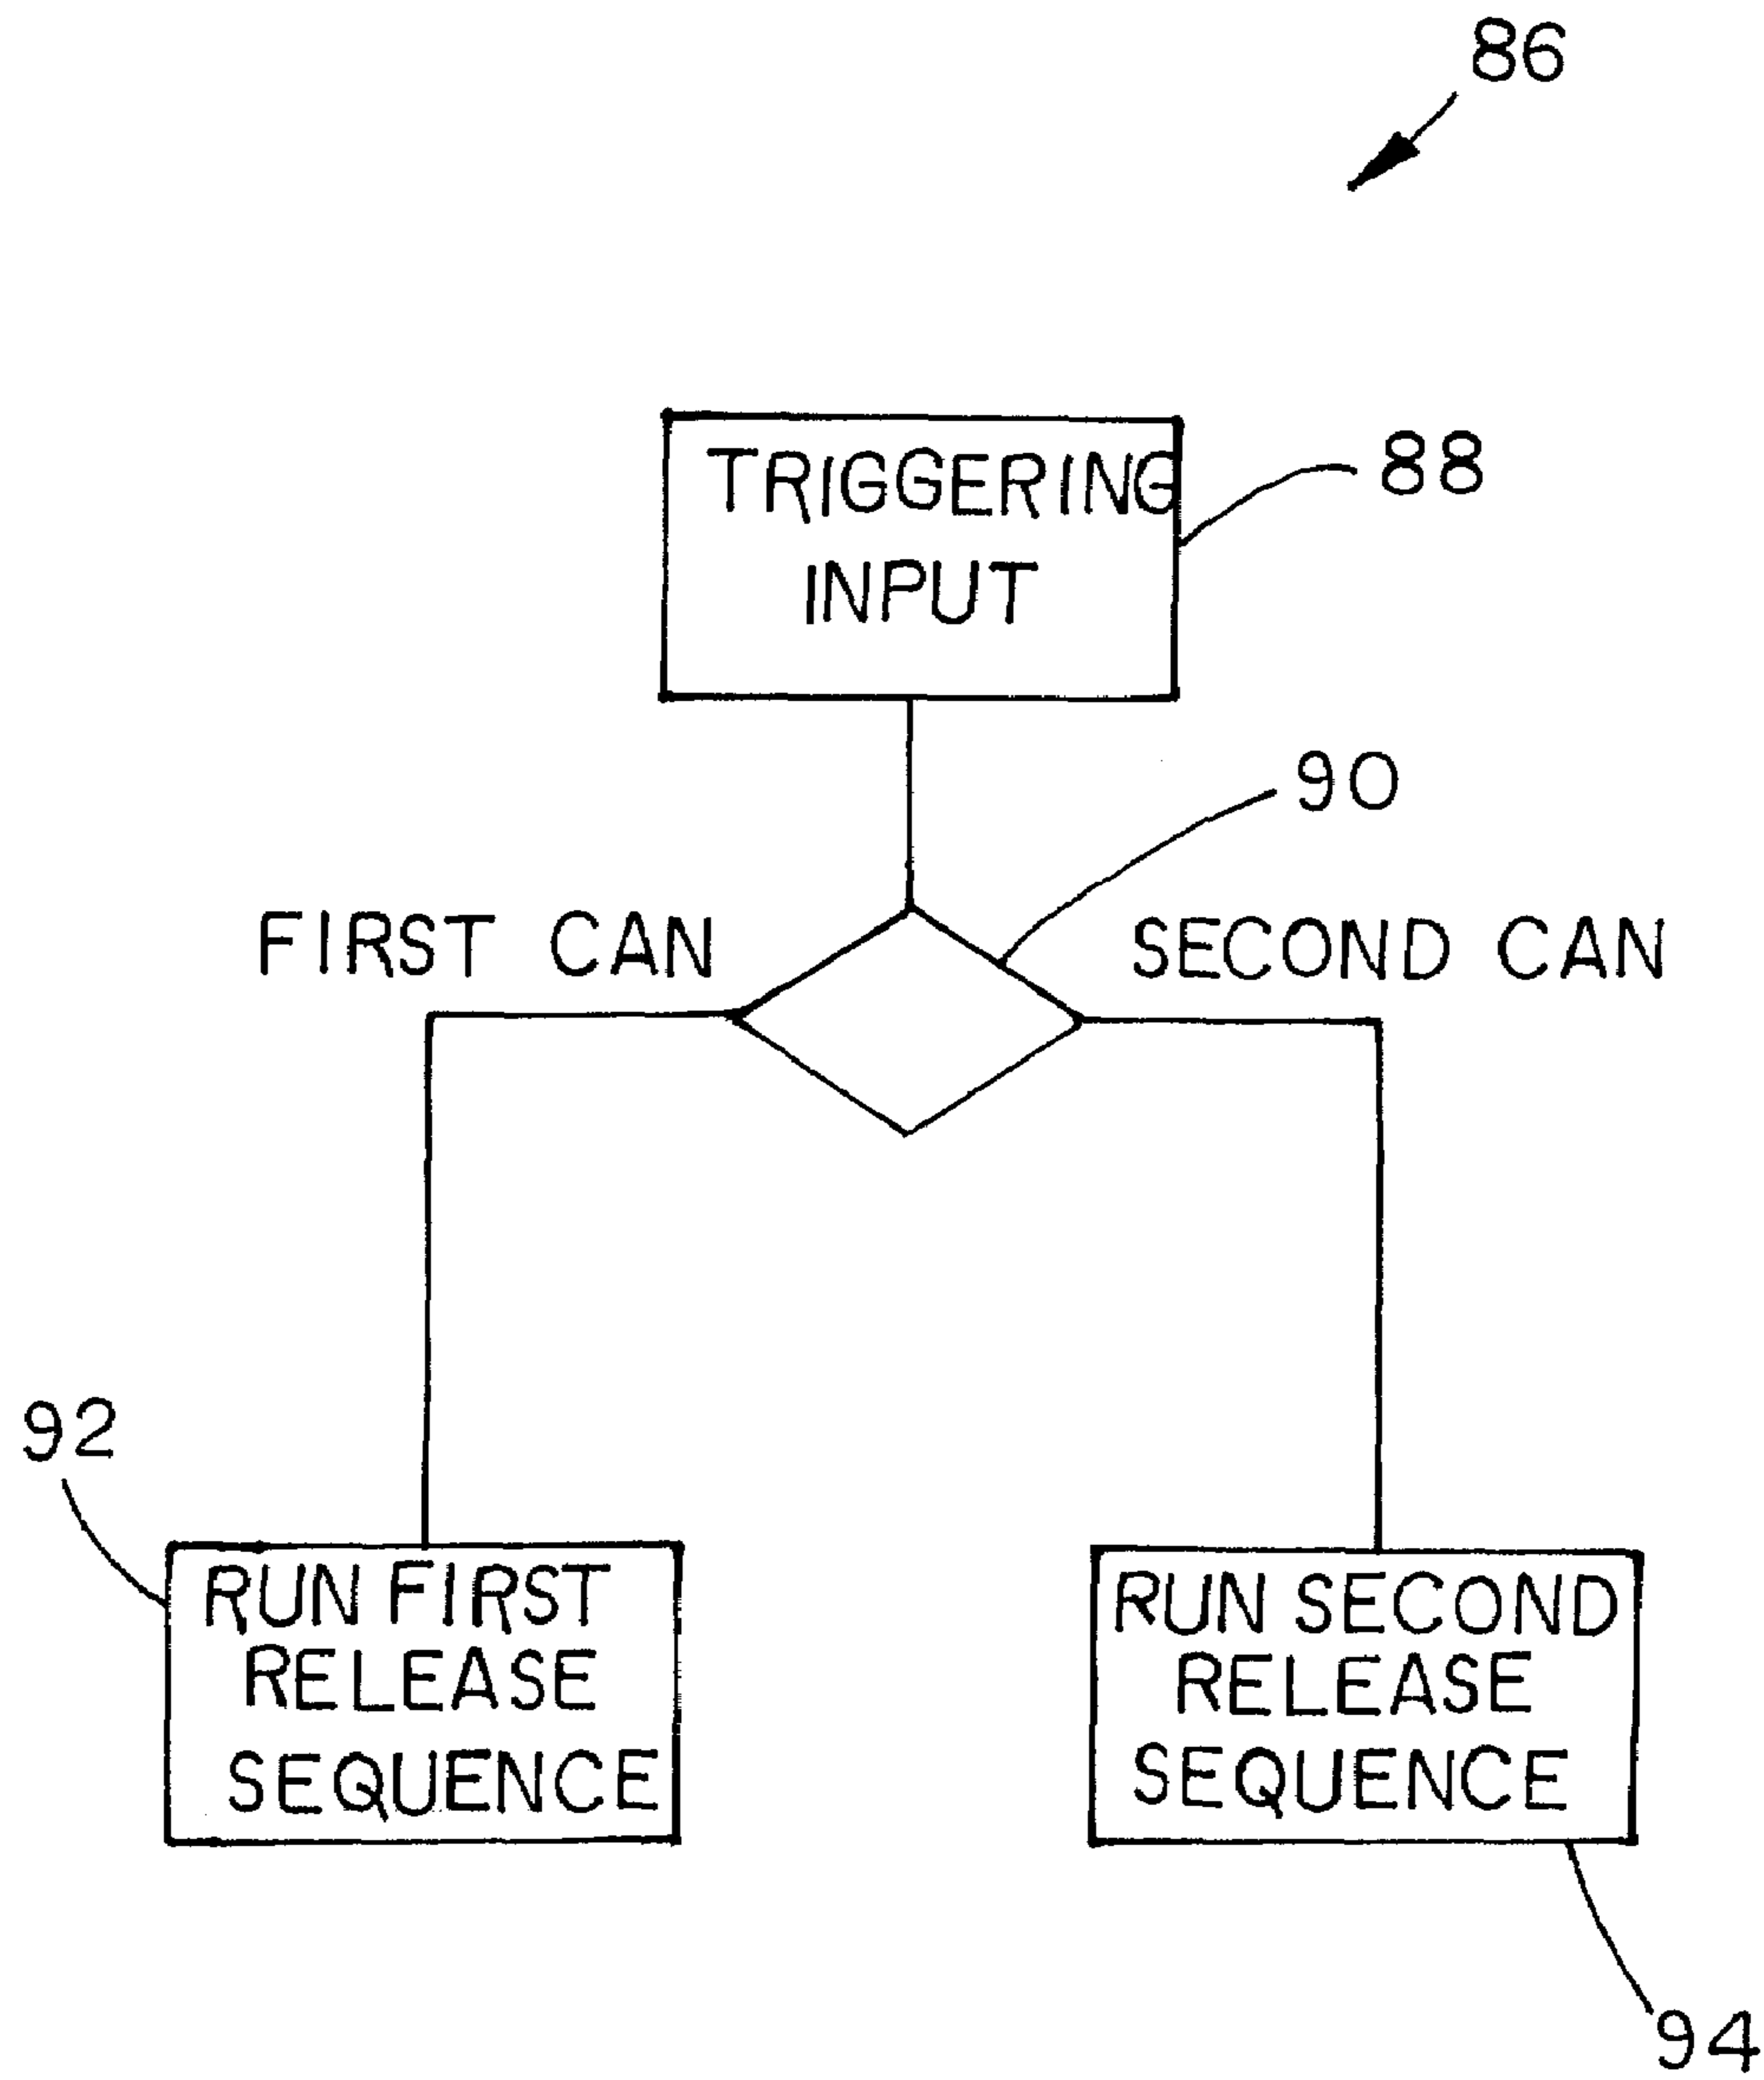 86
TRIGGERING
INPUT
88
90
FIRST CAN
SECOND CAN
92
RUN FIRST
RELEASE
SEQUENCE
RUN SECOND
RELEASE
SEQUENCE
94